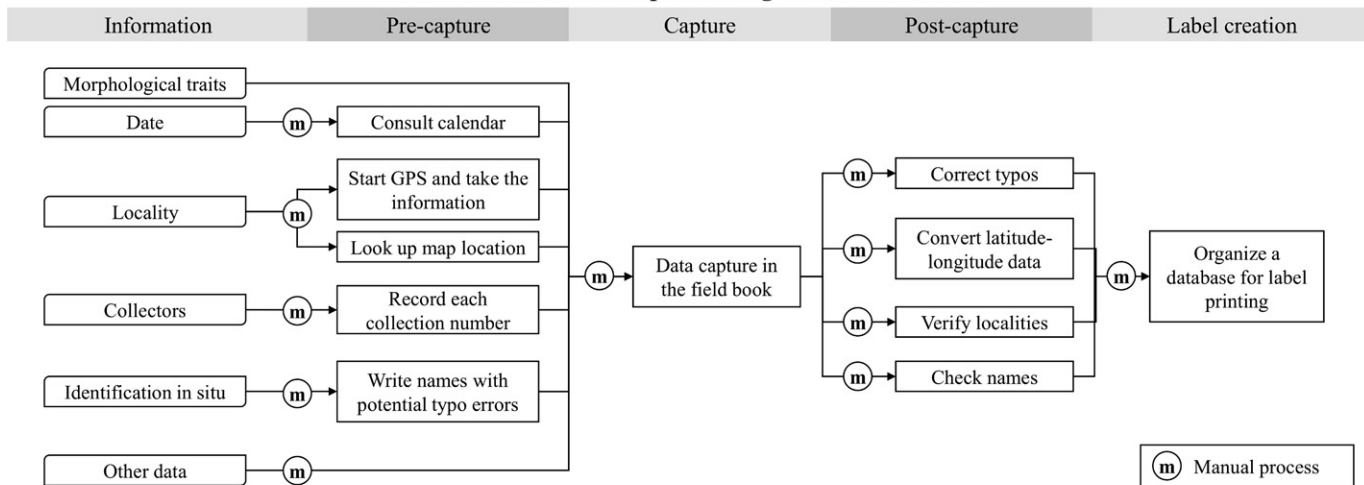 Information
Pre-capture
Capture
Post-capture
Label creation
Morphological traits
Date
m
Consult calendar
Locality
m
Start GPS and take the
information
Look up map location
Collectors
m
Record each
collection number
Identification in situ
m
Write names with
potential typo errors
Other data
m
m
Data capture in
the field book
m
Correct typos
m
Convert latitude-
longitude data
m
Verify localities
m
Check names
m
Organize a
database for label
printing
m Manual process